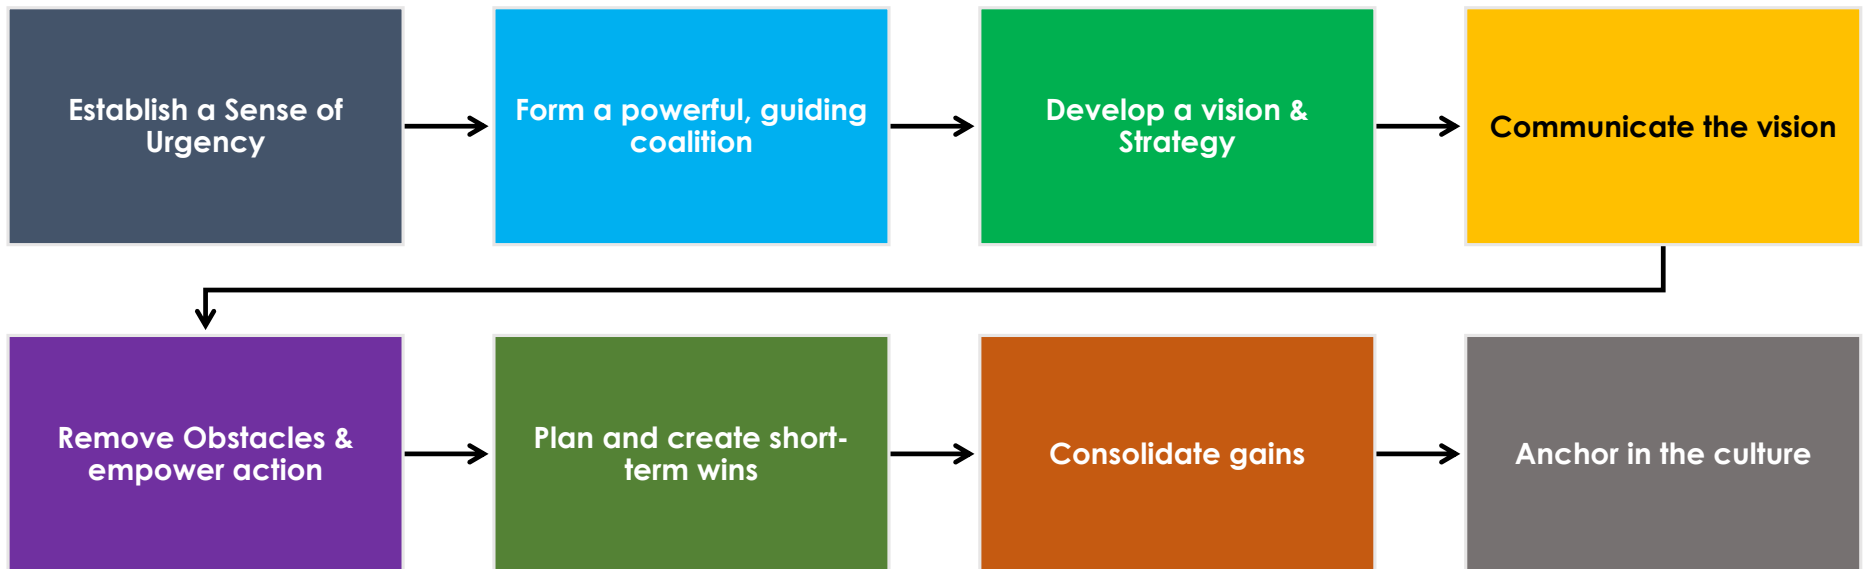 Establish a Sense of
Urgency
Form a powerful, guiding
coalition
Develop a vision &
Strategy
Communicate the vision
Remove Obstacles &
empower action
Plan and create short-
term wins
Consolidate gains
Anchor in the culture